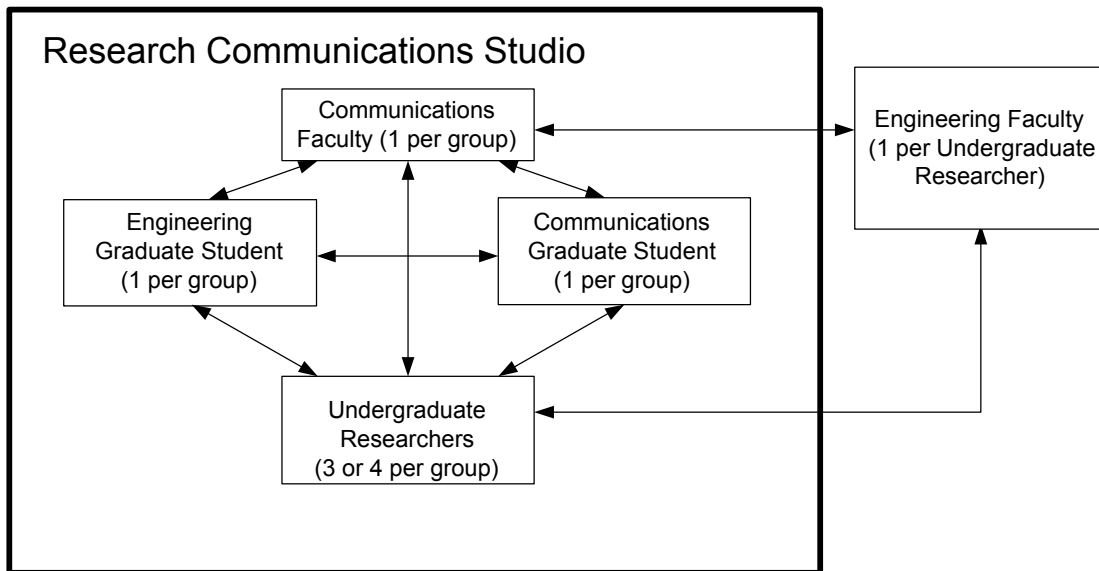 Research Communications Studio
Communications
Faculty (1 per group)
Engineering Faculty
(1 per Undergraduate
Researcher)
Engineering
Graduate Student
(1 per group)
Communications
Graduate Student
(1 per group)
Undergraduate
Researchers
(3 or 4 per group)